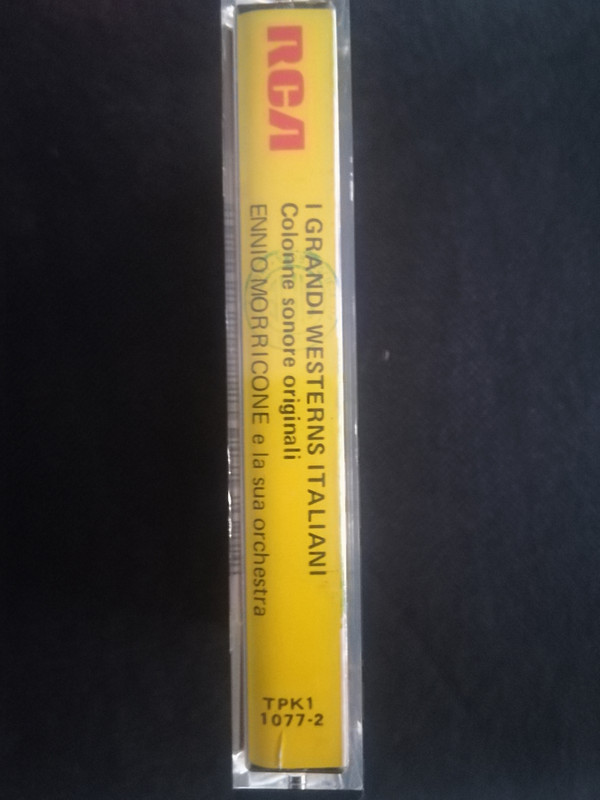 RCA
I GRANDI WESTERNS ITALIANI
Colonne sonore originali
ENNIO MORRICONE e la sua orchestra
TPK1
1077-2